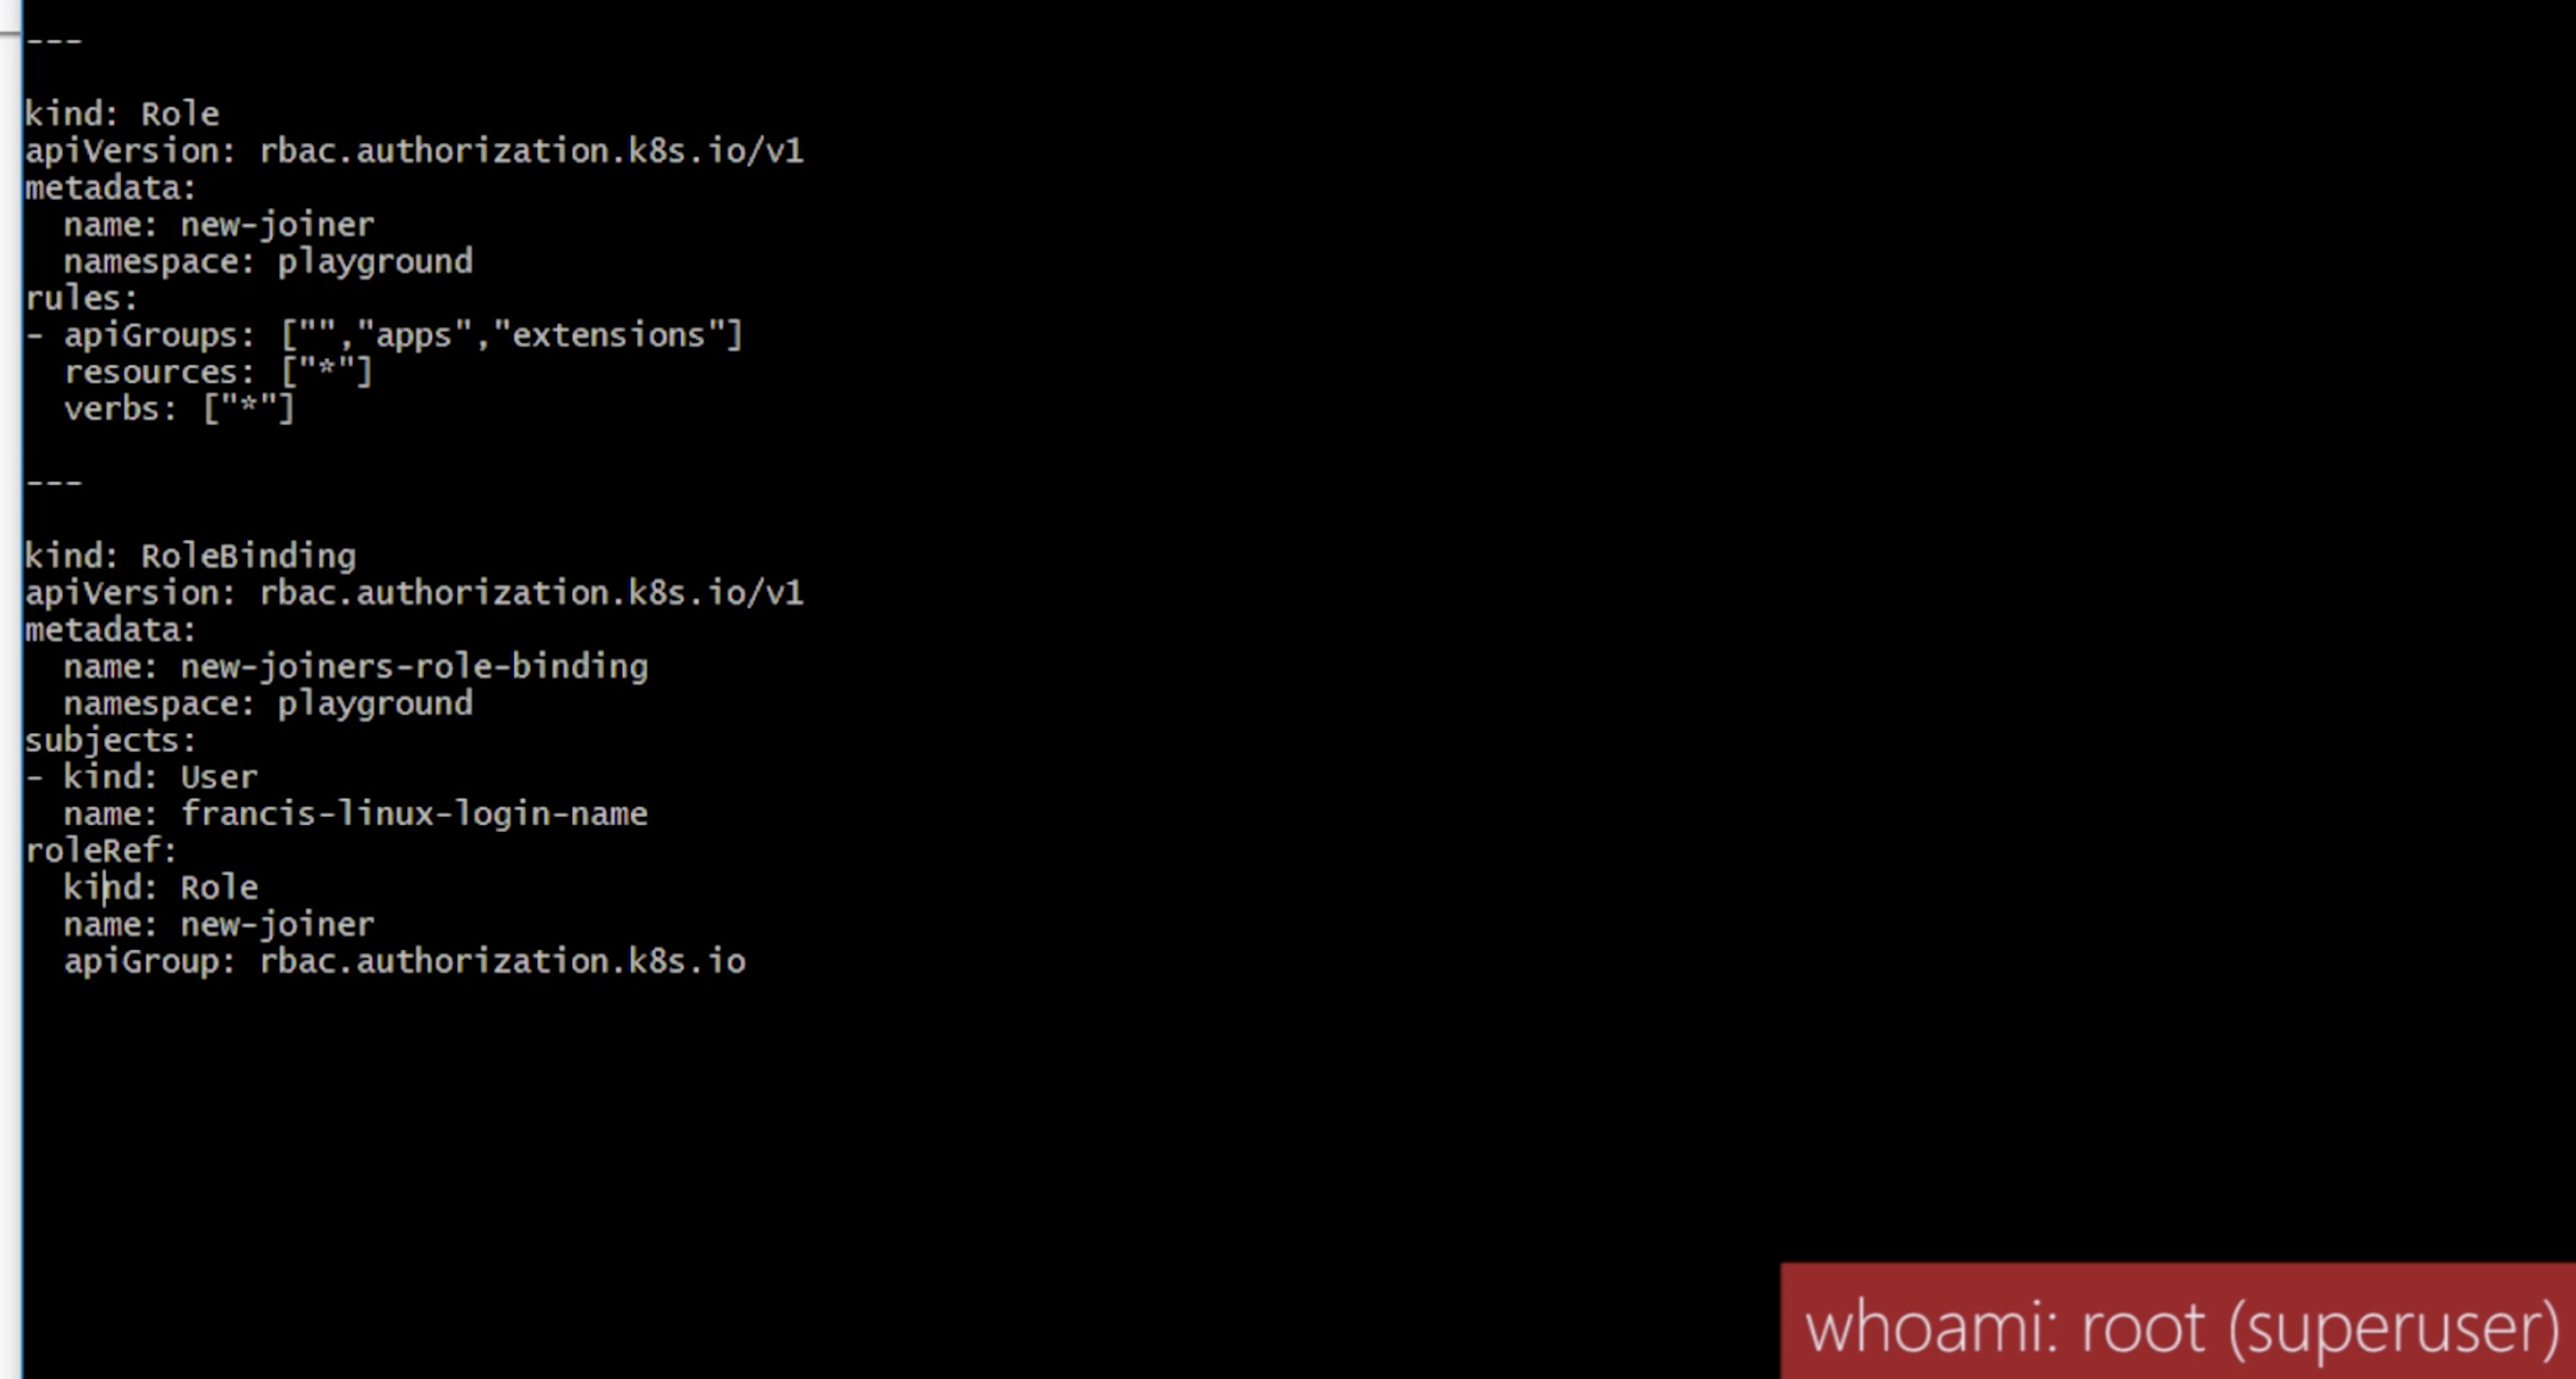 ---
kind: Role
apiVersion: rbac.authorization.k8s.io/v1
metadata:
  name: new-joiner
  namespace: playground
rules:
- apiGroups: ["","apps","extensions"]
  resources: ["*"]
  verbs: ["*"]
---
kind: RoleBinding
apiVersion: rbac.authorization.k8s.io/v1
metadata:
  name: new-joiners-role-binding
  namespace: playground
subjects:
- kind: User
  name: francis-linux-login-name
roleRef:
  kind: Role
  name: new-joiner
  apiGroup: rbac.authorization.k8s.io
whoami: root (superuser)